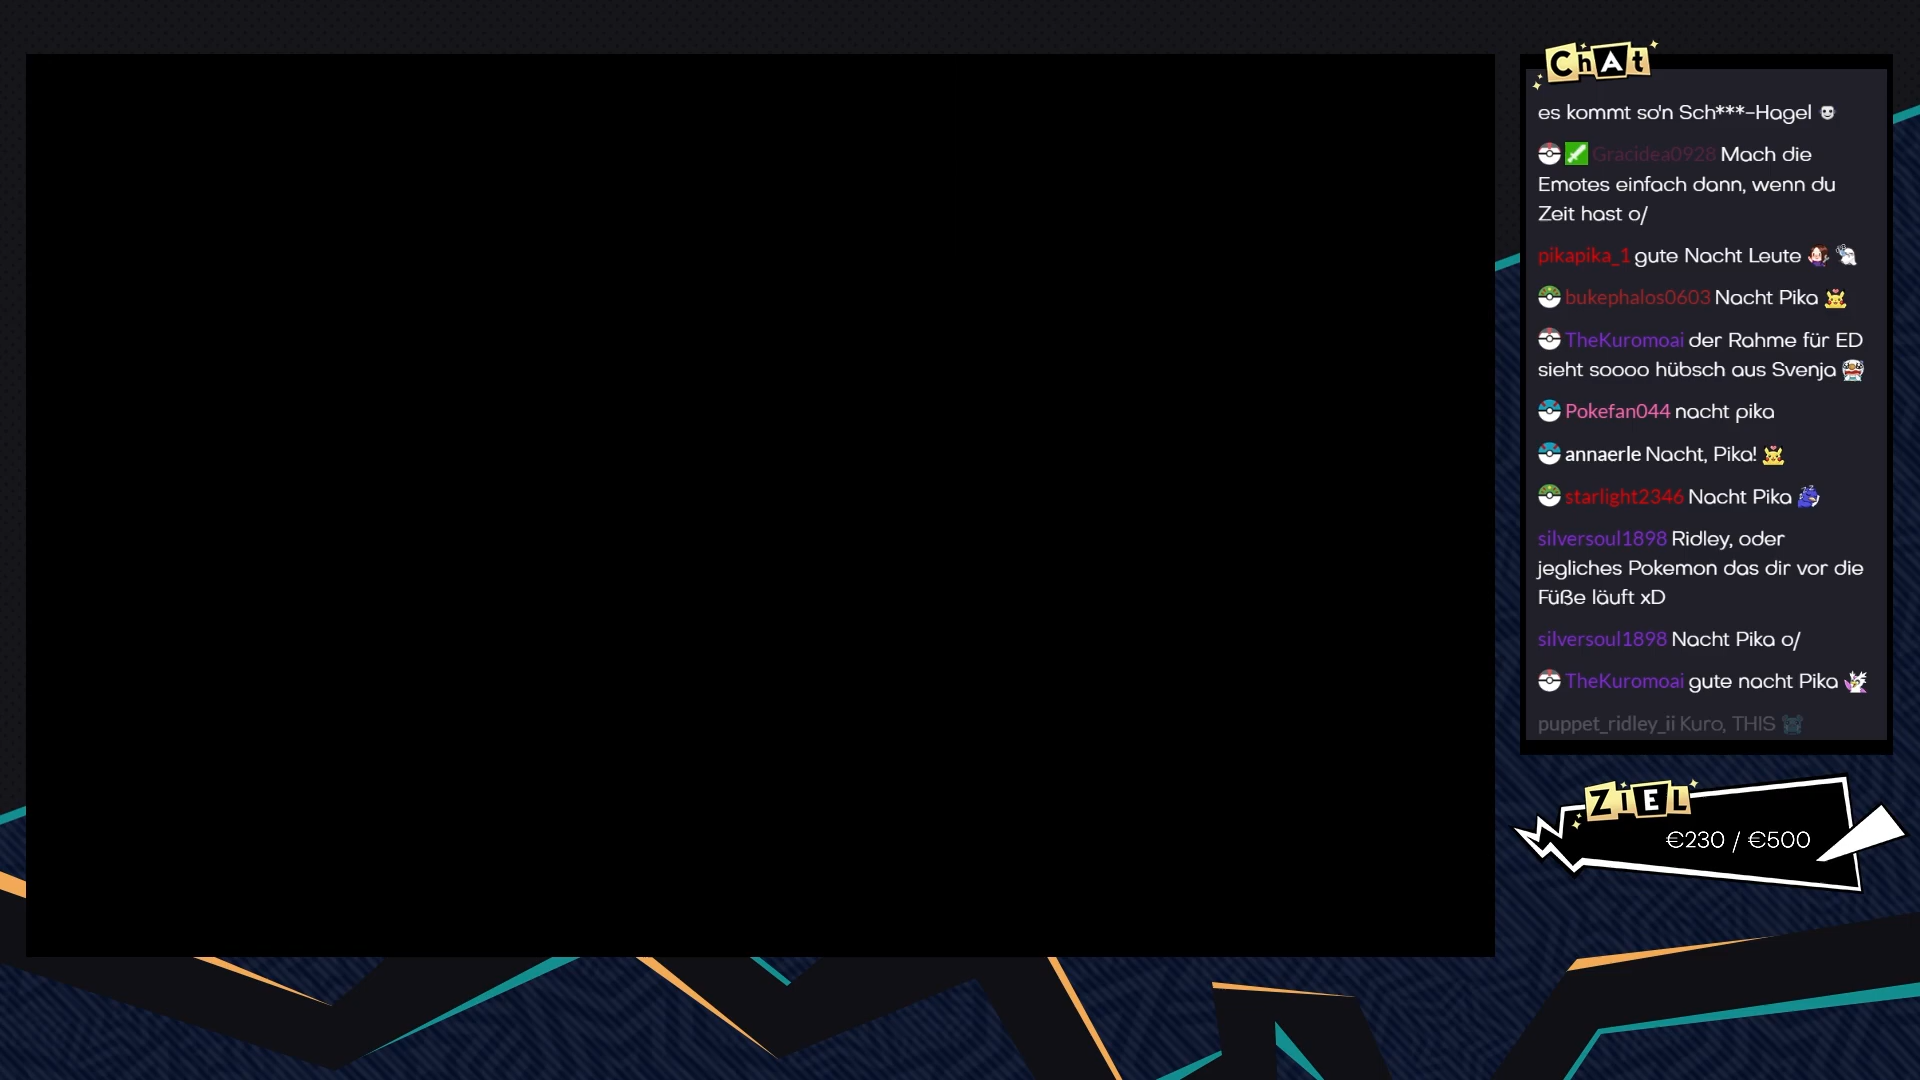 ChAt
es kommt so'n Sch***-Hagel
Gracidea0928 Mach die
Emotes einfach dann, wenn du
Zeit hast o/
pikapika_1 gute Nacht Leute
bukephalos0603 Nacht Pika
TheKuromoai der Rahme für ED
sieht soooo hübsch aus Svenja
Pokefan044 nacht pika
annaerle Nacht, Pika!
starlight2346 Nacht Pika
silversoul1898 Ridley, oder
jegliches Pokemon das dir vor die
Füße läuft xD
silversoul1898 Nacht Pika o/
TheKuromoai gute nacht Pika
puppet_ridley_ii Kuro, THIS
ZiEL
€230 / €500